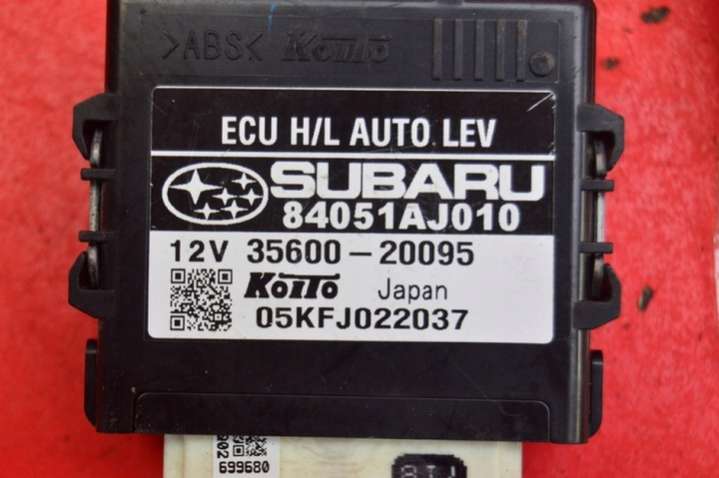 >ABS< KOITO
ECU H/L AUTO LEV
SUBARU
84051AJ010
12V 35600-20095
KOITO Japan
05KFJ022037
699680